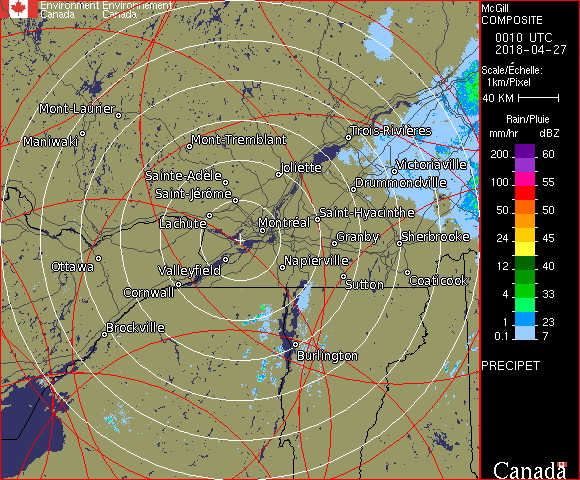 Environment Environnement
Canada Canada
McGill
COMPOSITE
0010 UTC
2018-04-27
Scale/Échelle:
1km/Pixel
40 KM
Rain/Pluie
mm/hr dBZ
200 60
100 55
50 50
24 45
12 40
4 33
1 23
0.1 7
PRECIPET
Canada
Mont-Laurier
Maniwaki
Mont-Tremblant
Trois-Rivières
Sainte-Adèle
Joliette
Victoriaville
Saint-Jérôme
Drummondville
Lachute
Montréal
Saint-Hyacinthe
Granby
Sherbrooke
Ottawa
Valleyfield
Napierville
Cornwall
Sutton
Coaticook
Brockville
Burlington